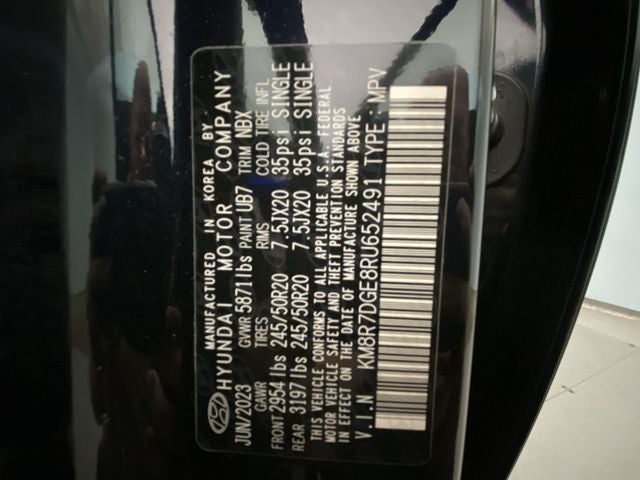 MANUFACTURED IN KOREA BY
HYUNDAI MOTOR COMPANY
JUN/2023 GVWR 5871 lbs PAINT UB7 TRIM NBX
GAWR TIRES RIMS COLD TIRE INFL
FRONT 2954 lbs 245/50R20 7.5JX20 35psi SINGLE
REAR 3197 lbs 245/50R20 7.5JX20 35psi SINGLE
THIS VEHICLE CONFORMS TO ALL APPLICABLE U.S.A. FEDERAL
MOTOR VEHICLE SAFETY AND THEFT PREVENTION STANDARDS
IN EFFECT ON THE DATE OF MANUFACTURE SHOWN ABOVE
V.I.N KM8R7DGE8RU652491 TYPE : MPV